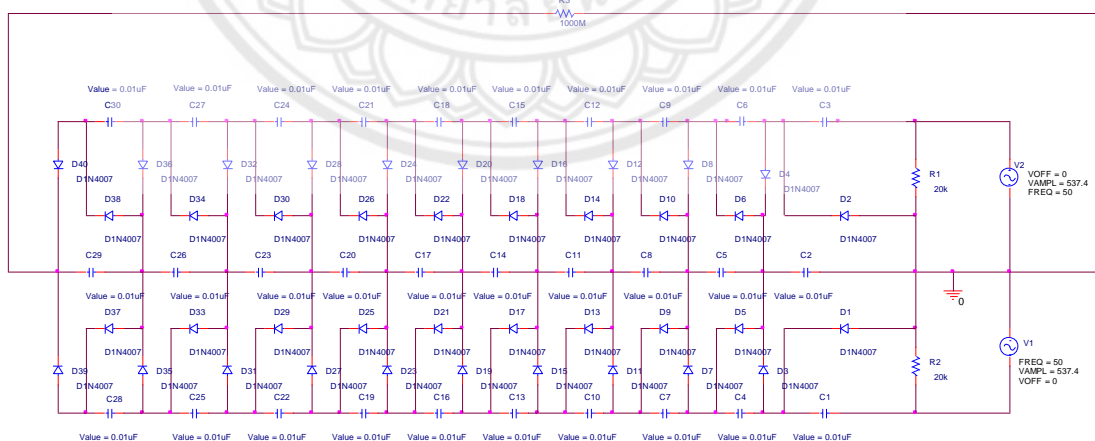 1000M
Value = 0.01uF Value = 0.01uF Value = 0.01uF Value = 0.01uF Value = 0.01uF Value = 0.01uF Value = 0.01uF Value = 0.01uF Value = 0.01uF Value = 0.01uF
C30 C27 C24 C21 C18 C15 C12 C9 C6 C3
D40 D36 D32 D28 D24 D20 D16 D12 D8 D4
D1N4007 D1N4007 D1N4007 D1N4007 D1N4007 D1N4007 D1N4007 D1N4007 D1N4007 D1N4007
R1
20k
V2
VOFF = 0
VAMPL = 537.4
FREQ = 50
D38 D34 D30 D26 D22 D18 D14 D10 D6 D2
D1N4007 D1N4007 D1N4007 D1N4007 D1N4007 D1N4007 D1N4007 D1N4007 D1N4007 D1N4007
C29 C26 C23 C20 C17 C14 C11 C8 C5 C2
Value = 0.01uF Value = 0.01uF Value = 0.01uF Value = 0.01uF Value = 0.01uF Value = 0.01uF Value = 0.01uF Value = 0.01uF Value = 0.01uF Value = 0.01uF
0
D37 D33 D29 D25 D21 D17 D13 D9 D5 D1
D1N4007 D1N4007 D1N4007 D1N4007 D1N4007 D1N4007 D1N4007 D1N4007 D1N4007 D1N4007
V1
FREQ = 50
VAMPL = 537.4
VOFF = 0
R2
20k
D39 D35 D31 D27 D23 D19 D15 D11 D7 D3
D1N4007 D1N4007 D1N4007 D1N4007 D1N4007 D1N4007 D1N4007 D1N4007 D1N4007 D1N4007
C28 C25 C22 C19 C16 C13 C10 C7 C4 C1
Value = 0.01uF Value = 0.01uF Value = 0.01uF Value = 0.01uF Value = 0.01uF Value = 0.01uF Value = 0.01uF Value = 0.01uF Value = 0.01uF Value = 0.01uF